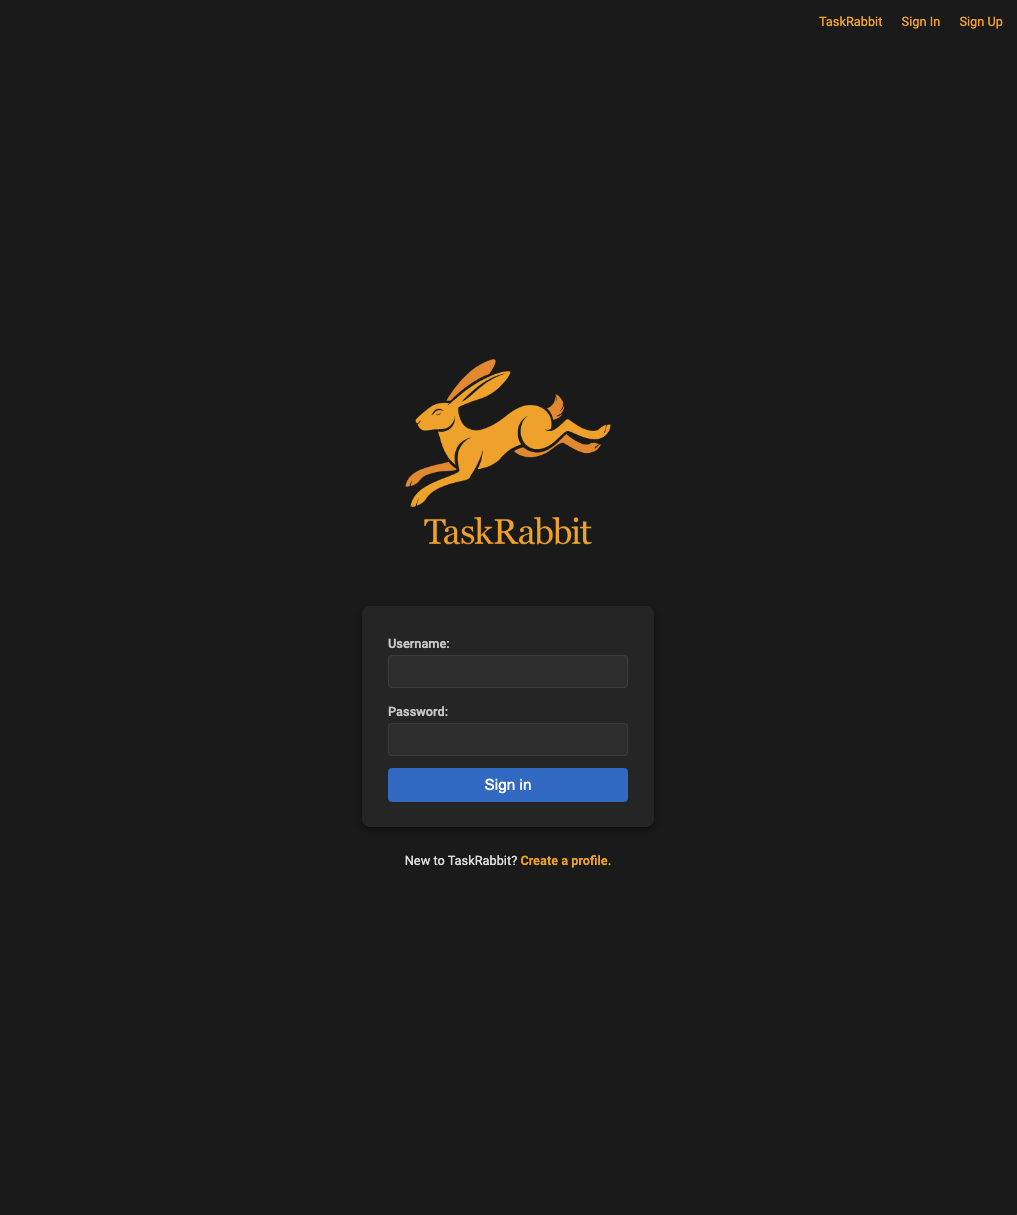 TaskRabbit Sign In Sign Up
TaskRabbit
Username:
Password:
Sign in
New to TaskRabbit? Create a profile.